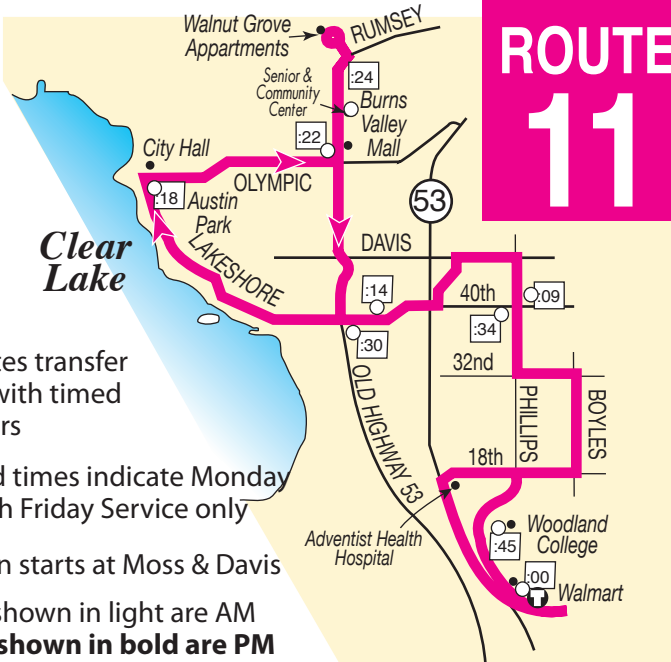 ROUTE
11
Walnut Grove
Appartments
RUMSEY
:24
Senior &
Community
Center
Burns
Valley
Mall
:22
City Hall
OLYMPIC
:18
Austin
Park
53
Clear
Lake
LAKESHORE
DAVIS
:14
40th
:09
:34
:30
32nd
OLD HIGHWAY 53
PHILLIPS
BOYLES
18th
Adventist Health
Hospital
Woodland
College
:45
:00
T
Walmart
tes transfer
with timed
rs
d times indicate Monday
h Friday Service only
n starts at Moss & Davis
shown in light are AM
shown in bold are PM